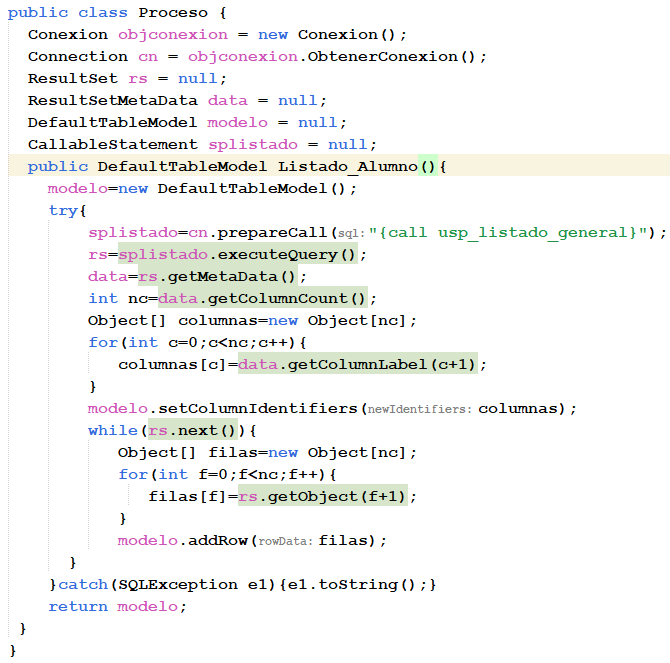 public class Proceso {
  Conexion objconexion = new Conexion();
  Connection cn = objconexion.ObtenerConexion();
  ResultSet rs = null;
  ResultSetMetaData data = null;
  DefaultTableModel modelo = null;
  CallableStatement splistado = null;
  public DefaultTableModel Listado_Alumno(){
    modelo=new DefaultTableModel();
    try{
        splistado=cn.prepareCall(sql:"{call usp_listado_general}");
        rs=splistado.executeQuery();
        data=rs.getMetaData();
        int nc=data.getColumnCount();
        Object[] columnas=new Object[nc];
        for(int c=0;c<nc;c++){
           columnas[c]=data.getColumnLabel(c+1);
        }
        modelo.setColumnIdentifiers(newIdentifiers: columnas);
        while(rs.next()){
           Object[] filas=new Object[nc];
           for(int f=0;f<nc;f++){
              filas[f]=rs.getObject(f+1);
           }
           modelo.addRow(rowData: filas);
      }
    }catch(SQLException e1){e1.toString();}
    return modelo;
 }
}